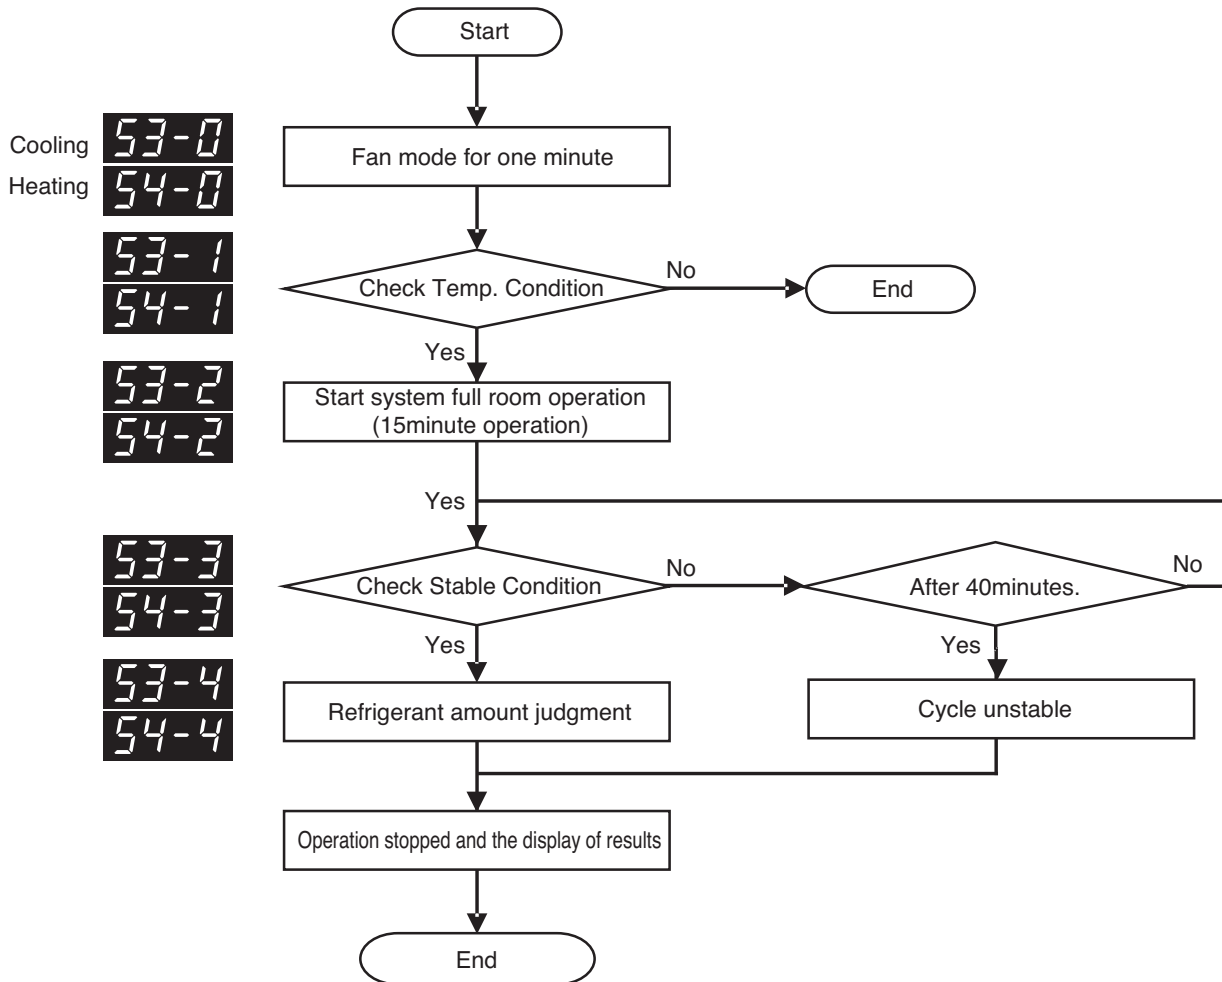 Start
Cooling
53-0
Heating
54-0
Fan mode for one minute
53-1
54-1
Check Temp. Condition
No
End
Yes
53-2
54-2
Start system full room operation
(15minute operation)
Yes
53-3
54-3
Check Stable Condition
No
After 40minutes.
No
Yes
Yes
53-4
54-4
Refrigerant amount judgment
Cycle unstable
Operation stopped and the display of results
End